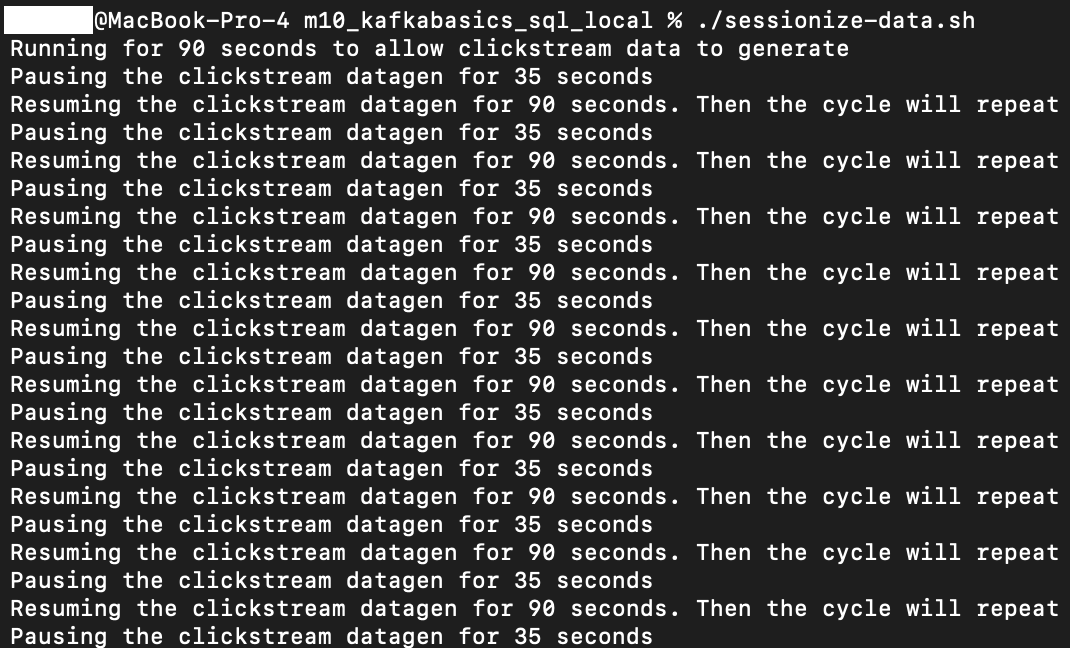 @MacBook-Pro-4 m10_kafkabasics_sql_local % ./sessionize-data.sh
Running for 90 seconds to allow clickstream data to generate
Pausing the clickstream datagen for 35 seconds
Resuming the clickstream datagen for 90 seconds. Then the cycle will repeat
Pausing the clickstream datagen for 35 seconds
Resuming the clickstream datagen for 90 seconds. Then the cycle will repeat
Pausing the clickstream datagen for 35 seconds
Resuming the clickstream datagen for 90 seconds. Then the cycle will repeat
Pausing the clickstream datagen for 35 seconds
Resuming the clickstream datagen for 90 seconds. Then the cycle will repeat
Pausing the clickstream datagen for 35 seconds
Resuming the clickstream datagen for 90 seconds. Then the cycle will repeat
Pausing the clickstream datagen for 35 seconds
Resuming the clickstream datagen for 90 seconds. Then the cycle will repeat
Pausing the clickstream datagen for 35 seconds
Resuming the clickstream datagen for 90 seconds. Then the cycle will repeat
Pausing the clickstream datagen for 35 seconds
Resuming the clickstream datagen for 90 seconds. Then the cycle will repeat
Pausing the clickstream datagen for 35 seconds
Resuming the clickstream datagen for 90 seconds. Then the cycle will repeat
Pausing the clickstream datagen for 35 seconds
Resuming the clickstream datagen for 90 seconds. Then the cycle will repeat
Pausing the clickstream datagen for 35 seconds